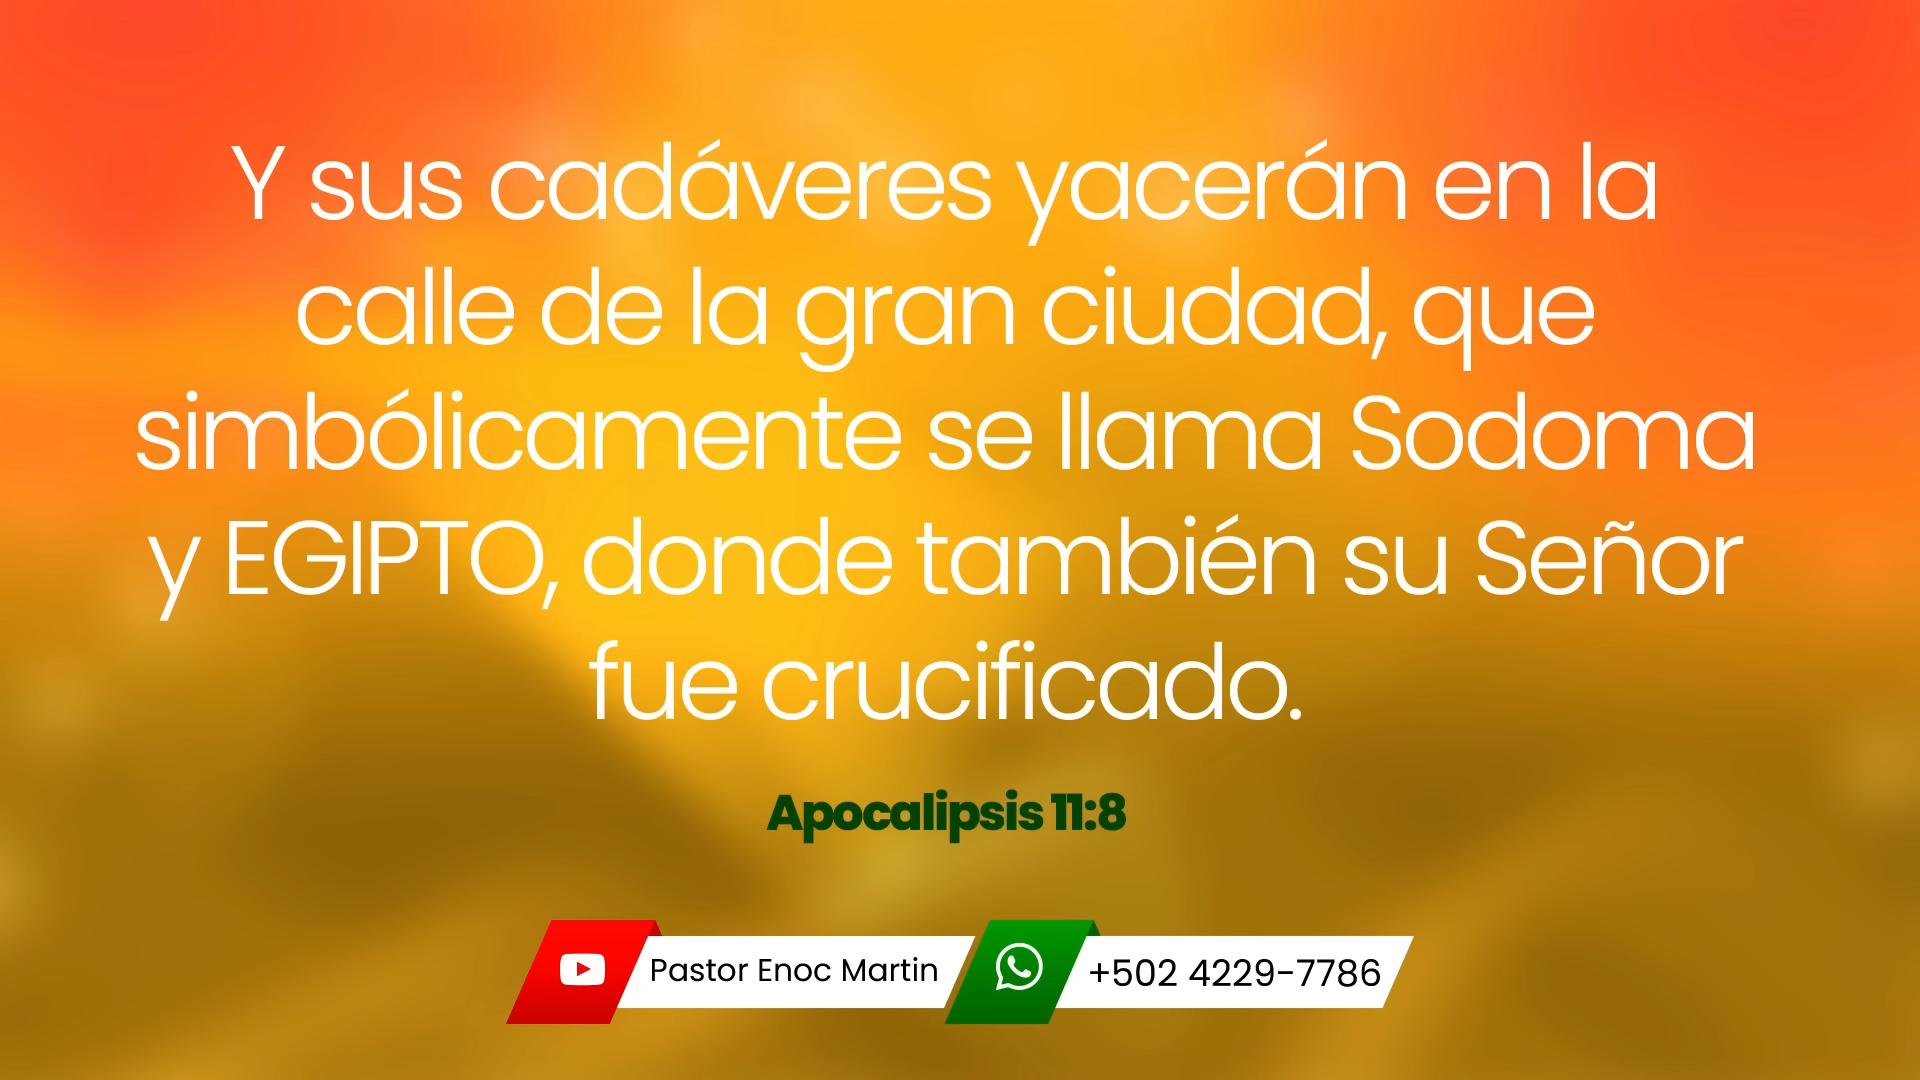 Y sus cadáveres yacerán en la
calle de la gran ciudad, que
simbólicamente se llama Sodoma
y EGIPTO, donde también su Señor
fue crucificado.
Apocalipsis 11:8
Pastor Enoc Martin
+502 4229-7786